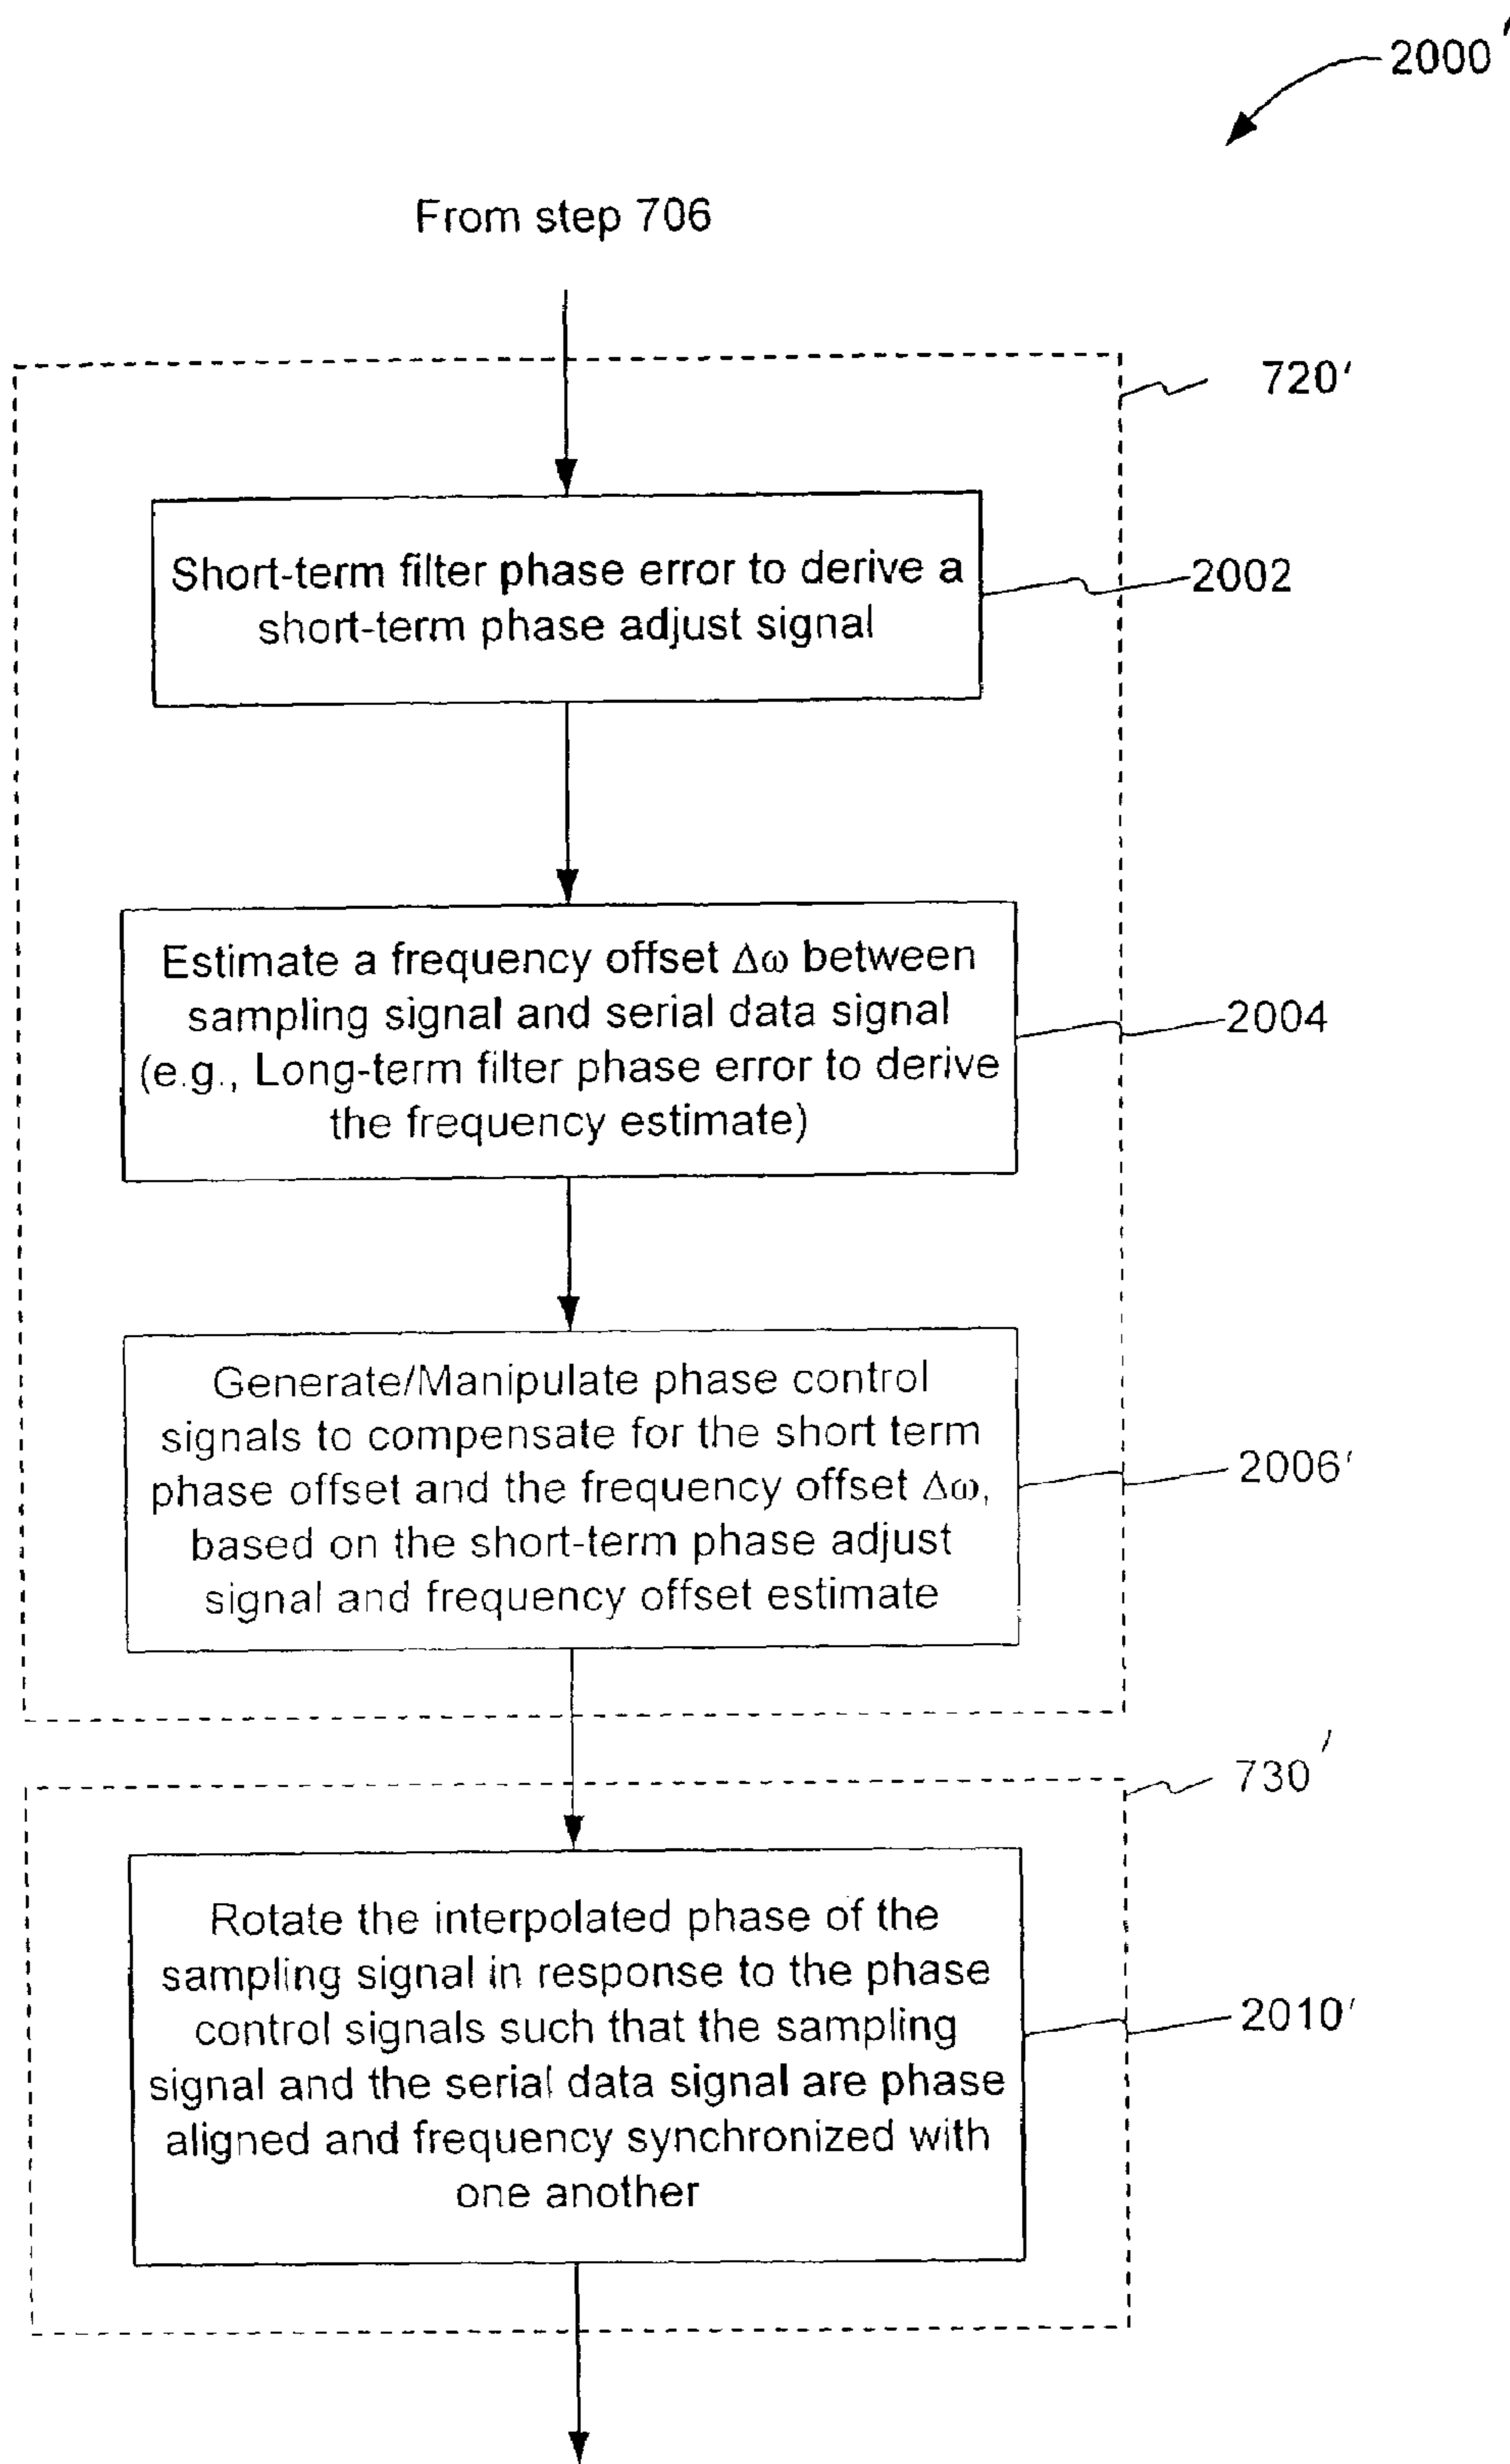 2000'
From step 706
720'
Short-term filter phase error to derive a
short-term phase adjust signal
2002
Estimate a frequency offset Δω between
sampling signal and serial data signal
(e.g., Long-term filter phase error to derive
the frequency estimate)
2004
Generate/Manipulate phase control
signals to compensate for the short term
phase offset and the frequency offset Δω,
based on the short-term phase adjust
signal and frequency offset estimate
2006'
730'
Rotate the interpolated phase of the
sampling signal in response to the phase
control signals such that the sampling
signal and the serial data signal are phase
aligned and frequency synchronized with
one another
2010'